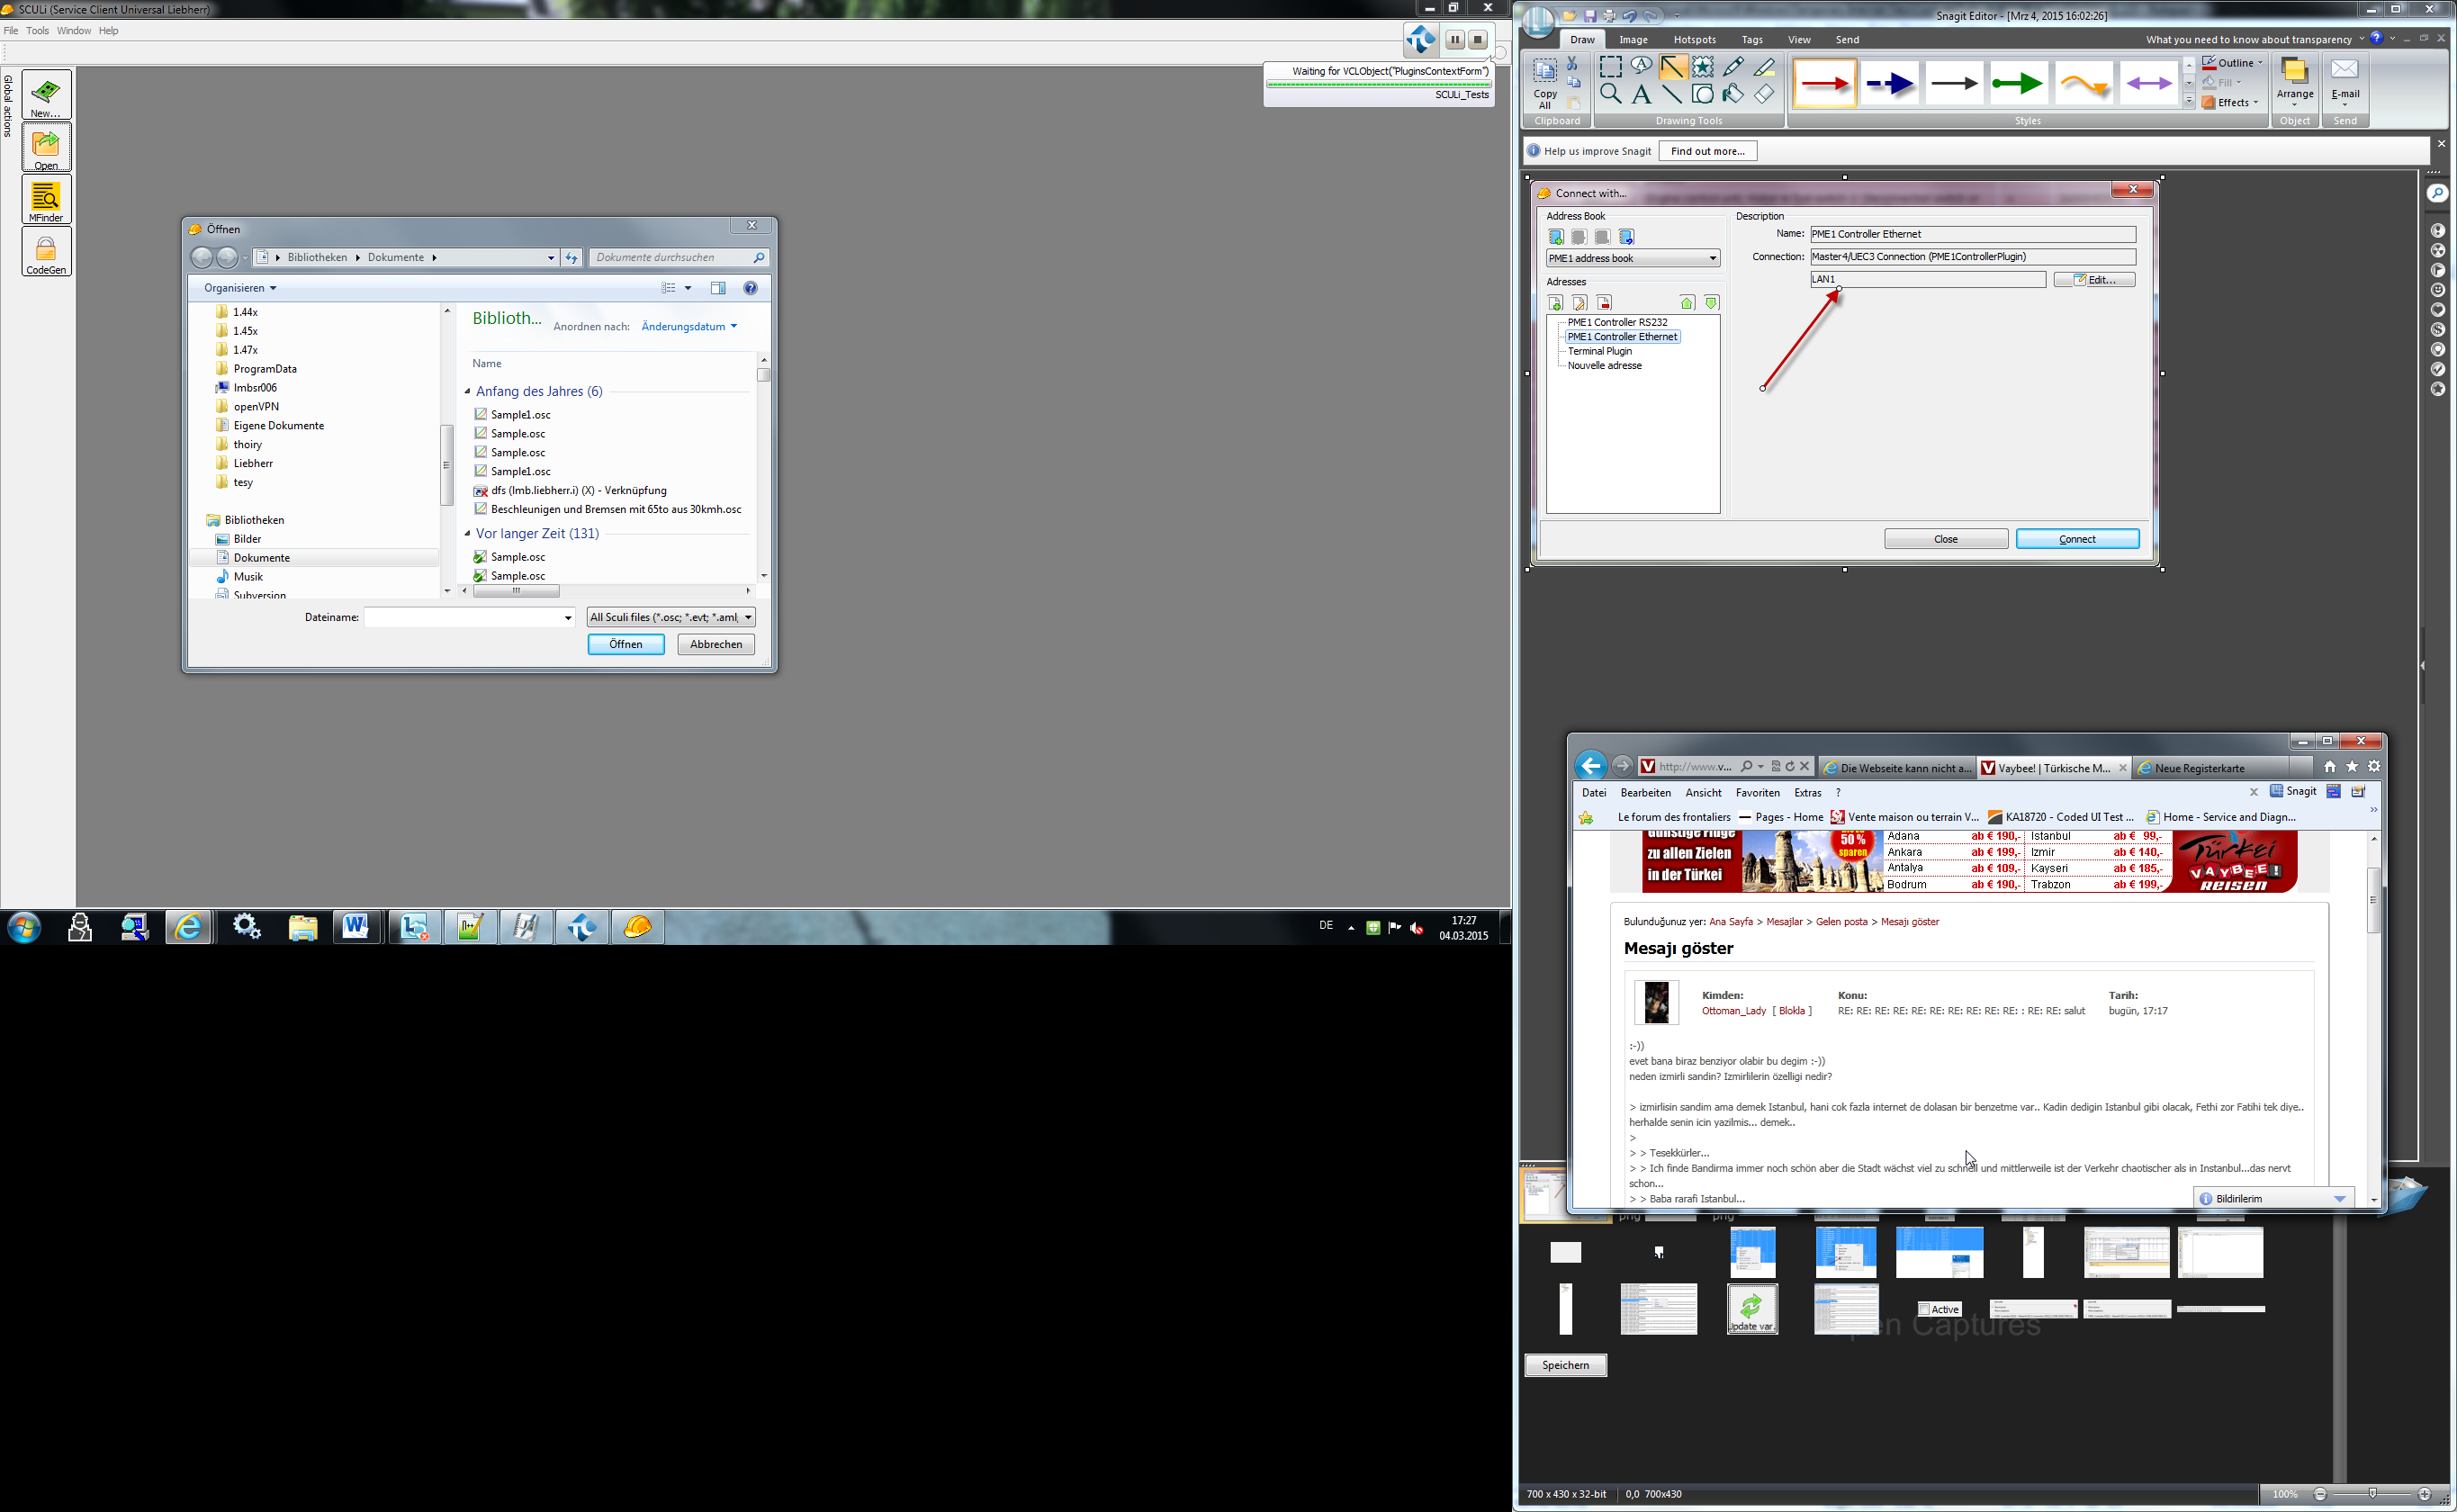 SCULi (Service Client Universal Liebherr)
File Tools Window Help
Global actions
New...
Open
MFinder
CodeGen
Waiting for VCLObject("PluginsContextForm")
SCULi_Tests
Öffnen
Bibliotheken Dokumente
Dokumente durchsuchen
Organisieren
1.44x
1.45x
1.47x
ProgramData
lmbsr006
openVPN
Eigene Dokumente
thoiry
Liebherr
tesy
Bibliotheken
Bilder
Dokumente
Musik
Subversion
Biblioth...
Anordnen nach: Änderungsdatum
Name
Anfang des Jahres (6)
Sample1.osc
Sample.osc
Sample.osc
Sample1.osc
dfs (lmb.liebherr.i) (X) - Verknüpfung
Beschleunigen und Bremsen mit 65to aus 30kmh.osc
Vor langer Zeit (131)
Sample.osc
Sample.osc
Dateiname:
All Sculi files (*.osc; *.evt; *.aml,
Öffnen Abbrechen
DE
17:27
04.03.2015
Snagit Editor - [Mrz 4, 2015 16:02:26]
Draw Image Hotspots Tags View Send
What you need to know about transparency
Copy All
Clipboard
Drawing Tools
Styles
Outline
Fill
Effects
Arrange
Object
E-mail
Send
Help us improve Snagit
Find out more...
Connect with...
Address Book
PME1 address book
Adresses
PME1 Controller RS232
PME1 Controller Ethernet
Terminal Plugin
Nouvelle adresse
Description
Name: PME1 Controller Ethernet
Connection: Master4/UEC3 Connection (PME1ControllerPlugin)
LAN1
Edit...
Close Connect
http://www.v...
Die Webseite kann nicht a...
Vaybee! | Türkische M...
Neue Registerkarte
Datei Bearbeiten Ansicht Favoriten Extras ?
Snagit
Le forum des frontaliers
Pages - Home
Vente maison ou terrain V...
KA18720 - Coded UI Test ...
Home - Service and Diagn...
Günstige Flüge
zu allen Zielen
in der Türkei
50 %
sparen
Adana ab € 190,- Istanbul ab € 99,-
Ankara ab € 199,- Izmir ab € 140,-
Antalya ab € 109,- Kayseri ab € 185,-
Bodrum ab € 190,- Trabzon ab € 199,-
Türkei
VAYBEE!
REISEN
Bulunduğunuz yer: Ana Sayfa > Mesajlar > Gelen posta > Mesajı göster
Mesajı göster
Kimden:
Ottoman_Lady [ Blokla ]
Konu:
RE: RE: RE: RE: RE: RE: RE: RE: RE: RE: : RE: RE: salut
Tarih:
bugün, 17:17
:-))
evet bana biraz benziyor olabir bu degim :-))
neden izmirli sandin? Izmirlilerin özelligi nedir?
> izmirlisin sandim ama demek Istanbul, hani cok fazla internet de dolasan bir benzetme var.. Kadin dedigin Istanbul gibi olacak, Fethi zor Fatihi tek diye..
herhalde senin icin yazilmis... demek..
>
> > Tesekkürler...
> > Ich finde Bandirma immer noch schön aber die Stadt wächst viel zu schnell und mittlerweile ist der Verkehr chaotischer als in Instanbul...das nervt
schon...
> > Baba rarafi Istanbul...
Bildirilerim
png
png
Update var.
Active
en Captures
Speichern
700 x 430 x 32-bit
0,0 700x430
100%